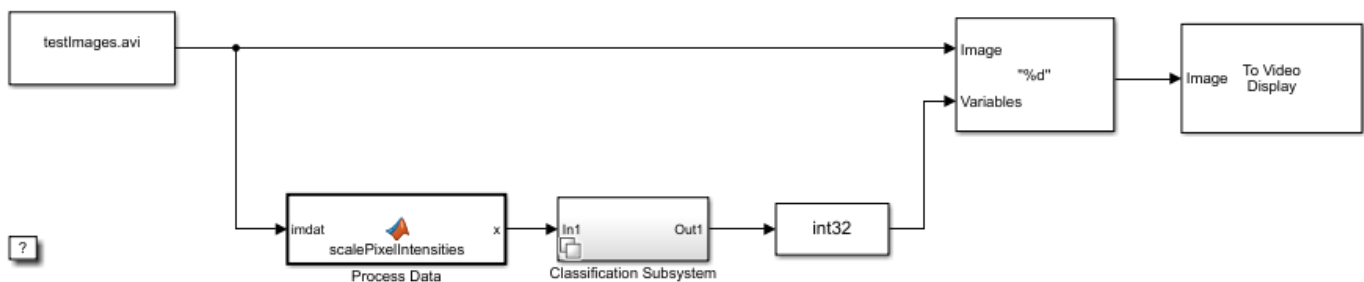 testImages.avi
Image
"%d"
Variables
Image
To Video
Display
imdat
x
scalePixelIntensities
Process Data
In1
Out1
Classification Subsystem
int32
?